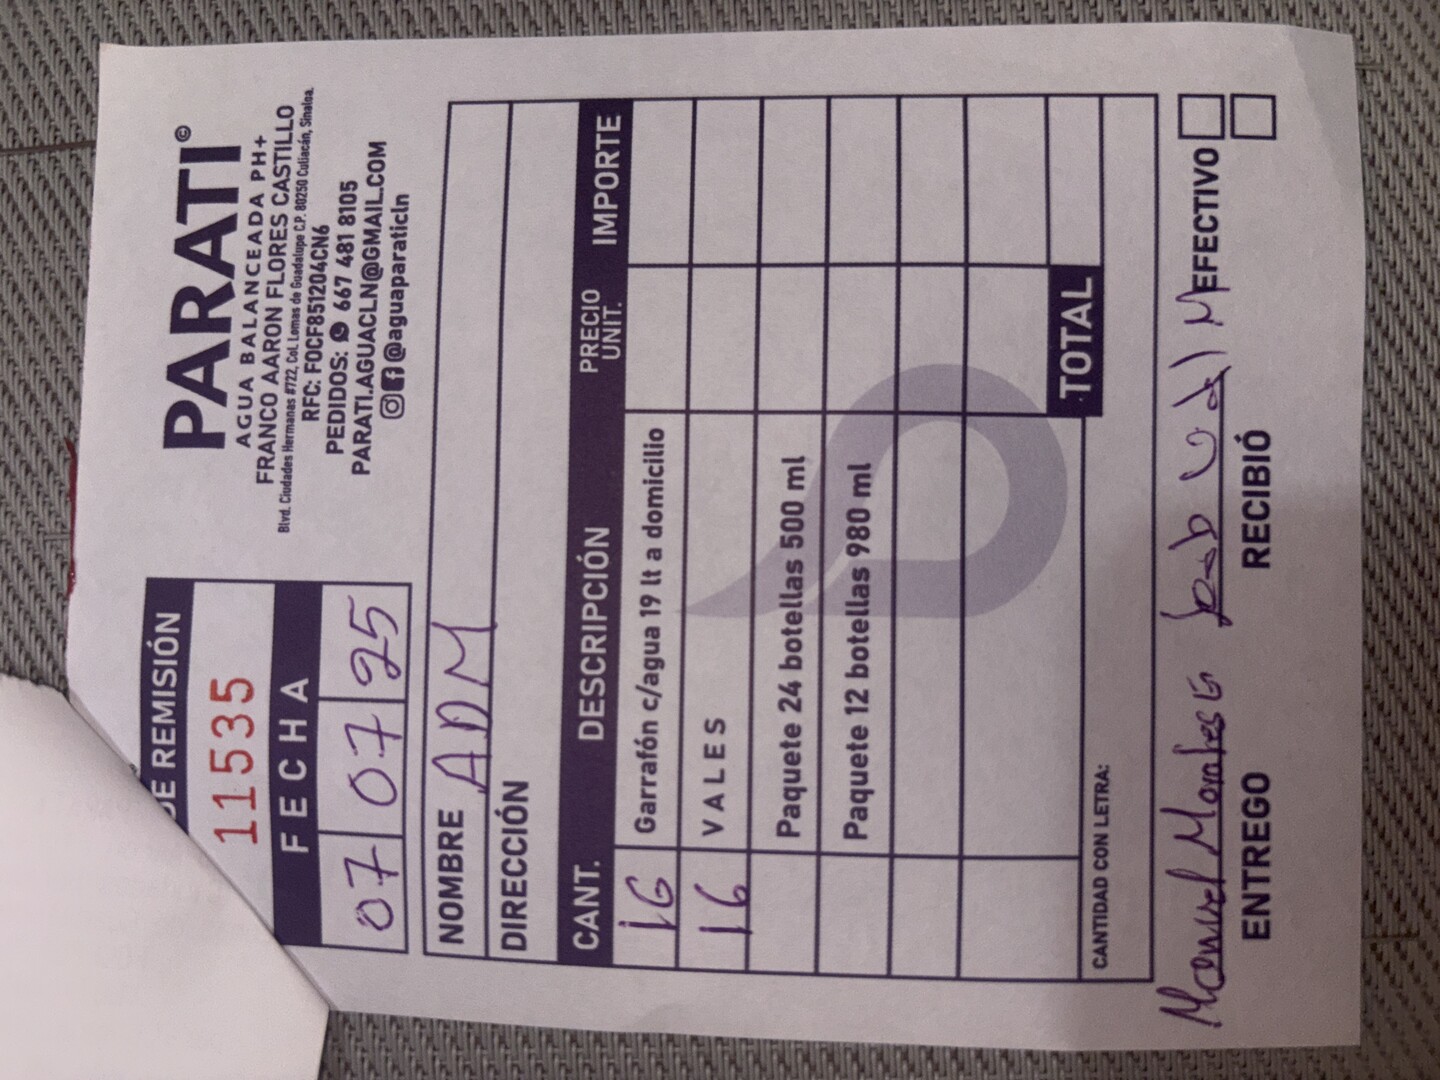 PARATI©
AGUA BALANCEADA PH+
FRANCO AARON FLORES CASTILLO
Blvd. Ciudades Hermanas #722, Col. Lomas de Guadalupe C.P. 80250 Culiacán, Sinaloa.
RFC: FOCF851204CN6
PEDIDOS: 667 481 8105
PARATI.AGUACLN@GMAIL.COM
@aguaparaticln
DE REMISIÓN
11535
FECHA
07 07 25
NOMBRE ADM
DIRECCIÓN
CANT. DESCRIPCIÓN PRECIO UNIT. IMPORTE
16 Garrafón c/agua 19 lt a domicilio
16 VALES
Paquete 24 botellas 500 ml
Paquete 12 botellas 980 ml
TOTAL
CANTIDAD CON LETRA:
Manuel
EFECTIVO
ENTREGO RECIBIÓ